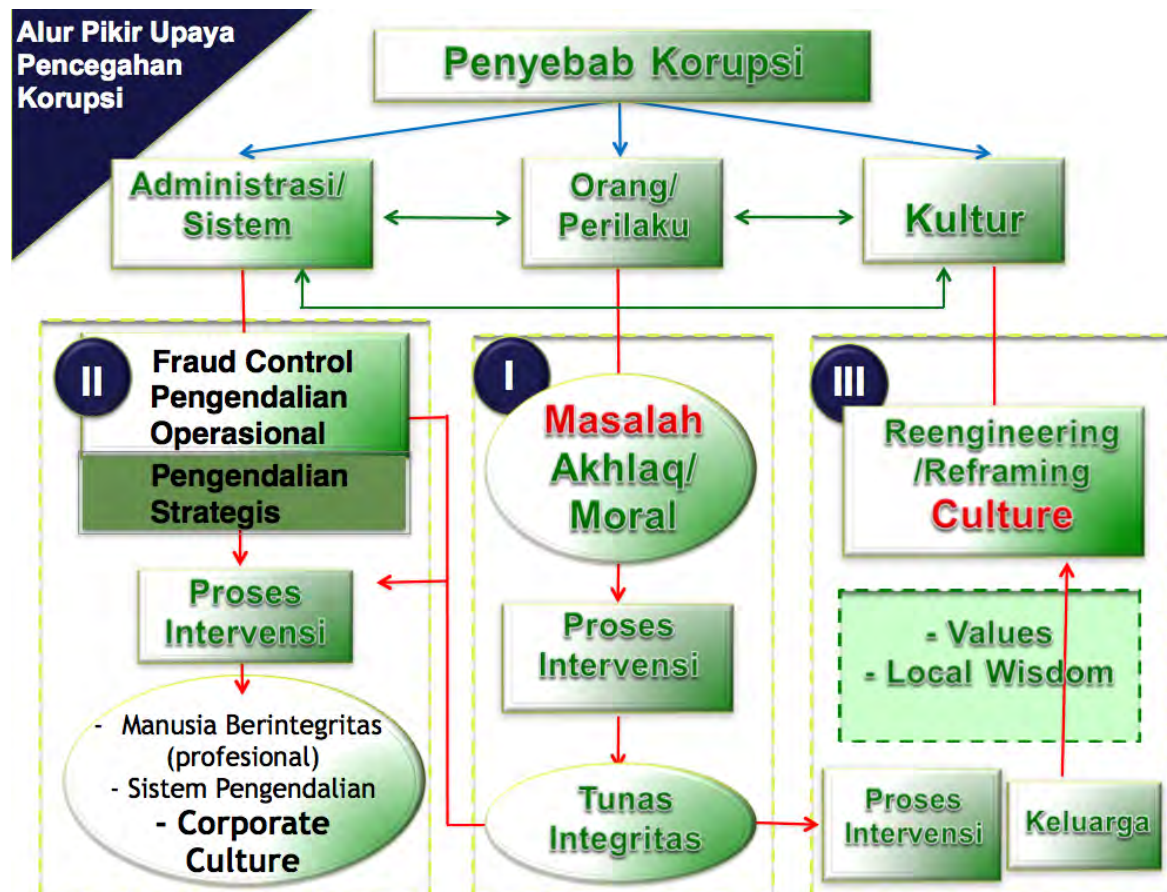 Alur Pikir Upaya
Pencegahan
Korupsi
Penyebab Korupsi
Administrasi/
Sistem
Orang/
Perilaku
Kultur
II
Fraud Control
Pengendalian
Operasional
Pengendalian
Strategis
Proses
Intervensi
- Manusia Berintegritas
(profesional)
- Sistem Pengendalian
- Corporate
Culture
I
Masalah
Akhlaq/
Moral
Proses
Intervensi
Tunas
Integritas
III
Reengineering
/Reframing
Culture
- Values
- Local Wisdom
Proses
Intervensi
Keluarga